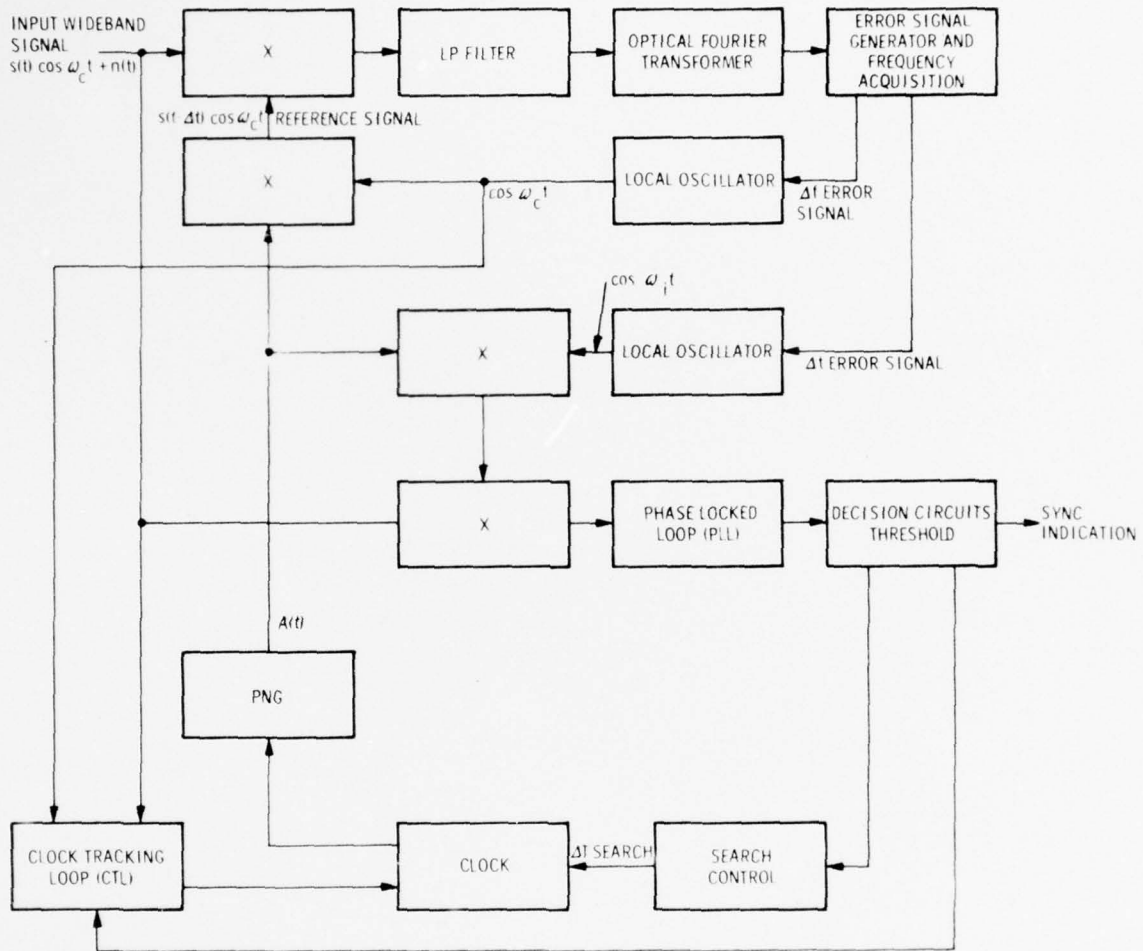 INPUT WIDEBAND
SIGNAL
s(t) cos ω_c t + n(t)
X
LP FILTER
OPTICAL FOURIER
TRANSFORMER
ERROR SIGNAL
GENERATOR AND
FREQUENCY
ACQUISITION
s(t-Δt) cos ω_c t REFERENCE SIGNAL
X
cos ω_c t
LOCAL OSCILLATOR
Δf ERROR
SIGNAL
cos ω_i t
X
LOCAL OSCILLATOR
Δt ERROR SIGNAL
X
PHASE LOCKED
LOOP (PLL)
DECISION CIRCUITS
THRESHOLD
SYNC
INDICATION
A(t)
PNG
CLOCK TRACKING
LOOP (CTL)
CLOCK
ΔT SEARCH
SEARCH
CONTROL